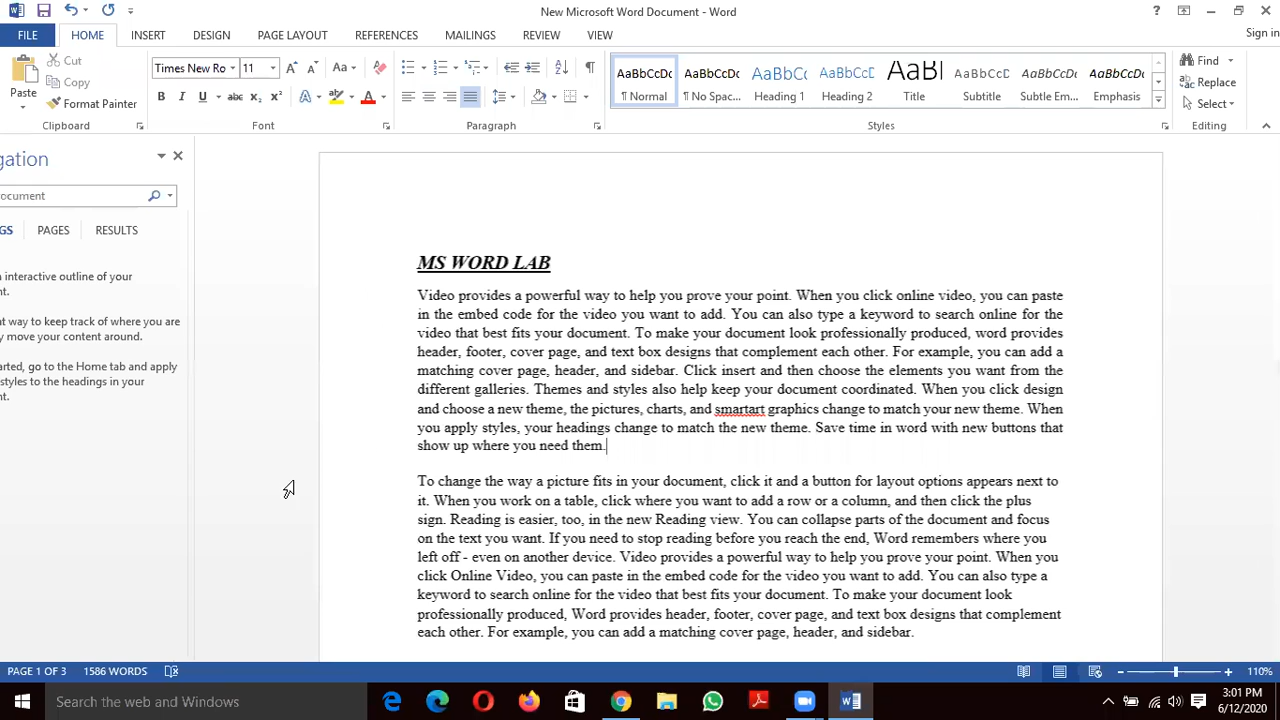 New Microsoft Word Document - Word
?
FILE HOME INSERT DESIGN PAGE LAYOUT REFERENCES MAILINGS REVIEW VIEW Sign in
Paste
Cut
Copy
Format Painter
Clipboard
Times New Ro 11
Font
Paragraph
AaBbCcDc AaBbCcDc AaBbCc AaBbCcD AaBl AaBbCcD AaBbCcDc AaBbCcDc
¶ Normal ¶ No Spac... Heading 1 Heading 2 Title Subtitle Subtle Em... Emphasis
Styles
Find
Replace
Select
Editing
gation
ocument
GS PAGES RESULTS
n interactive outline of your
nt.
at way to keep track of where you are
y move your content around.
arted, go to the Home tab and apply
styles to the headings in your
nt.
MS WORD LAB
Video provides a powerful way to help you prove your point. When you click online video, you can paste
in the embed code for the video you want to add. You can also type a keyword to search online for the
video that best fits your document. To make your document look professionally produced, word provides
header, footer, cover page, and text box designs that complement each other. For example, you can add a
matching cover page, header, and sidebar. Click insert and then choose the elements you want from the
different galleries. Themes and styles also help keep your document coordinated. When you click design
and choose a new theme, the pictures, charts, and smartart graphics change to match your new theme. When
you apply styles, your headings change to match the new theme. Save time in word with new buttons that
show up where you need them.
To change the way a picture fits in your document, click it and a button for layout options appears next to
it. When you work on a table, click where you want to add a row or a column, and then click the plus
sign. Reading is easier, too, in the new Reading view. You can collapse parts of the document and focus
on the text you want. If you need to stop reading before you reach the end, Word remembers where you
left off - even on another device. Video provides a powerful way to help you prove your point. When you
click Online Video, you can paste in the embed code for the video you want to add. You can also type a
keyword to search online for the video that best fits your document. To make your document look
professionally produced, Word provides header, footer, cover page, and text box designs that complement
each other. For example, you can add a matching cover page, header, and sidebar.
PAGE 1 OF 3 1586 WORDS 110%
Search the web and Windows
3:01 PM
6/12/2020